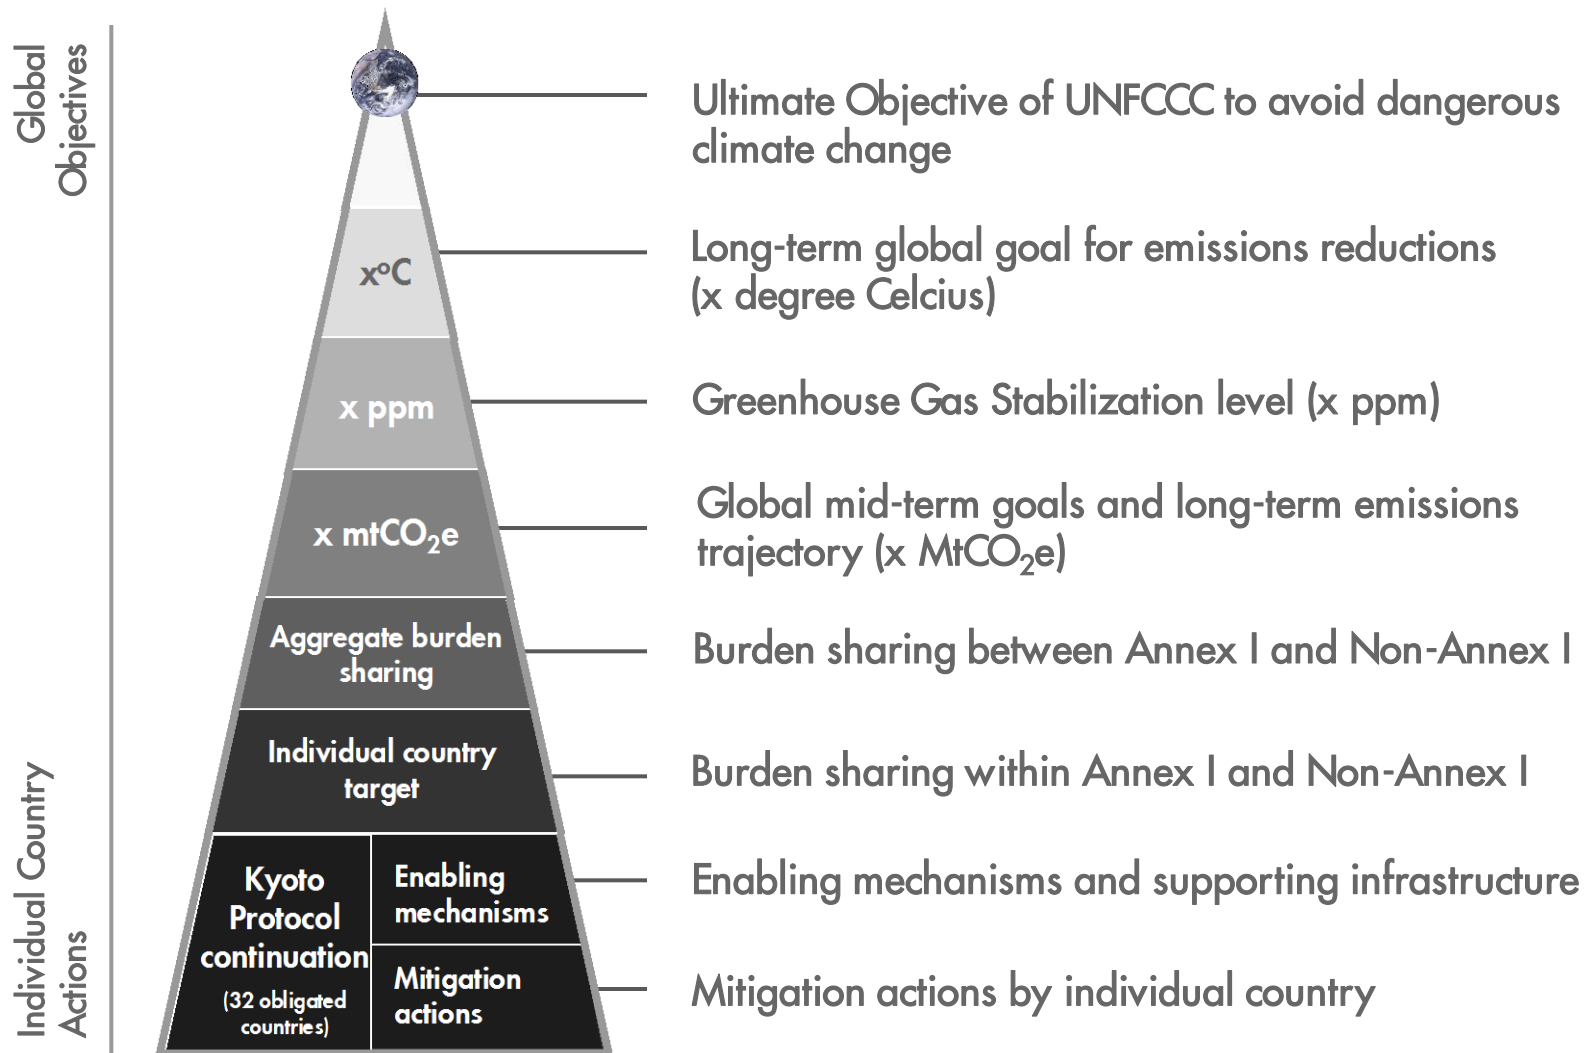 Global
Objectives
Ultimate Objective of UNFCCC to avoid dangerous
climate change
x°C
Long-term global goal for emissions reductions
(x degree Celcius)
x ppm
Greenhouse Gas Stabilization level (x ppm)
x mtCO₂e
Global mid-term goals and long-term emissions
trajectory (x MtCO₂e)
Aggregate burden
sharing
Burden sharing between Annex I and Non-Annex I
Individual country
target
Burden sharing within Annex I and Non-Annex I
Individual Country
Actions
Kyoto
Protocol
continuation
(32 obligated
countries)
Enabling
mechanisms
Enabling mechanisms and supporting infrastructure
Mitigation
actions
Mitigation actions by individual country